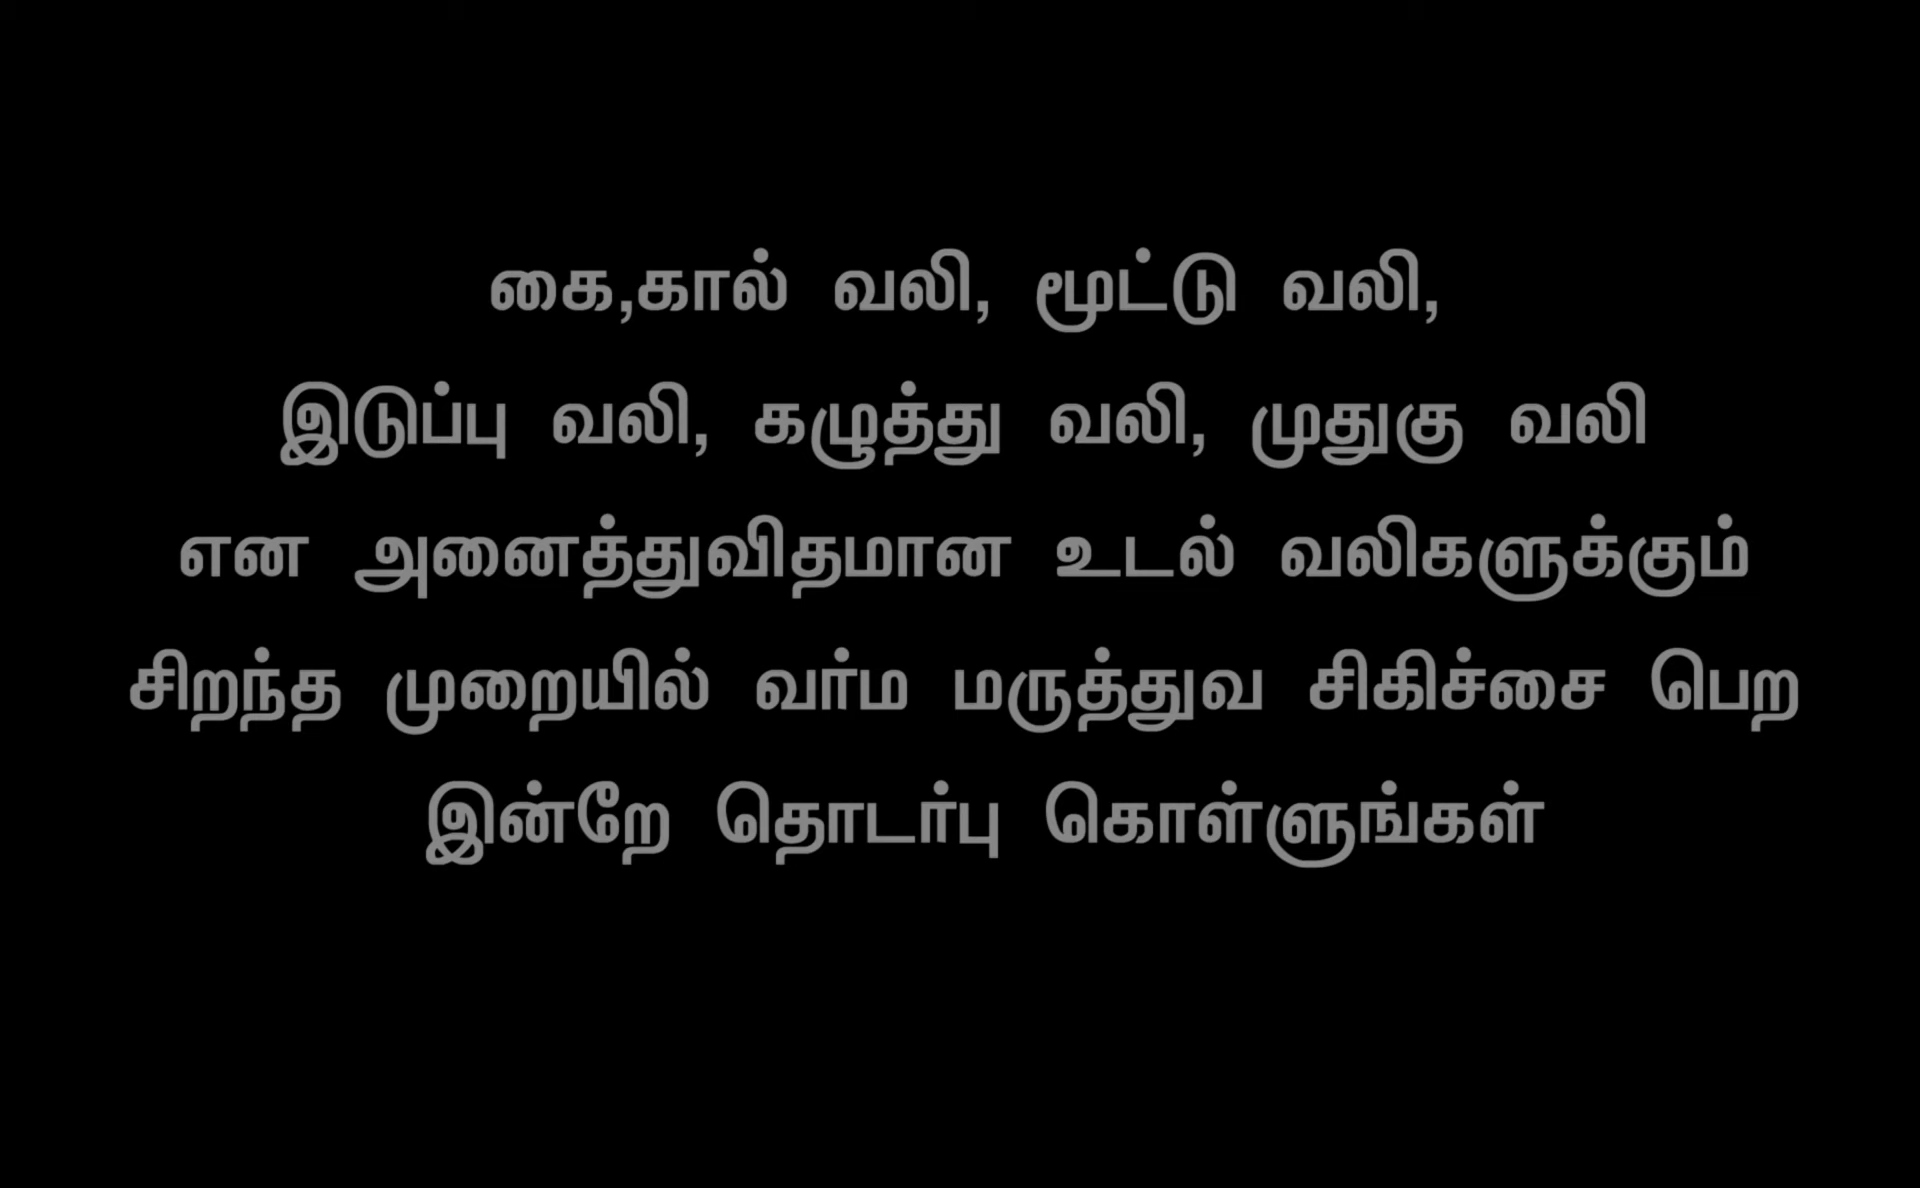 கை,கால் வலி, மூட்டு வலி,
இடுப்பு வலி, கழுத்து வலி, முதுகு வலி
என அனைத்துவிதமான உடல் வலிகளுக்கும்
சிறந்த முறையில் வர்ம மருத்துவ சிகிச்சை பெற
இன்றே தொடர்பு கொள்ளுங்கள்